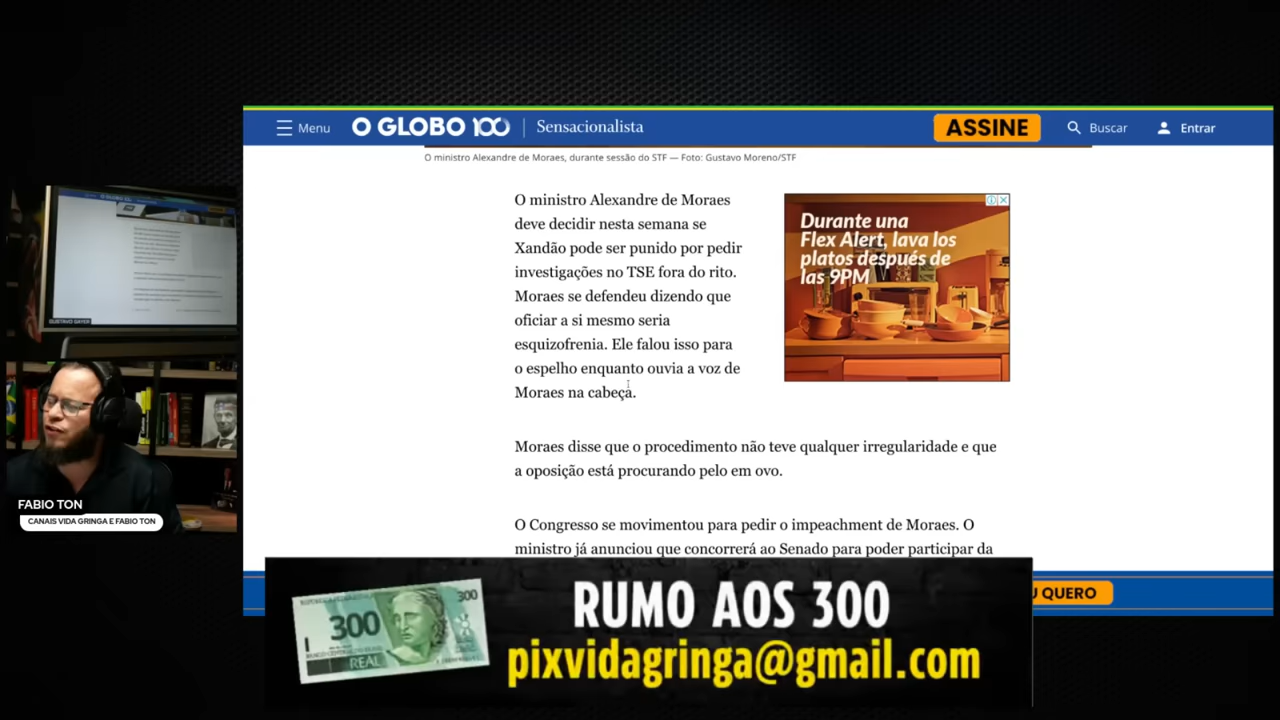 Menu
O GLOBO 100
Sensacionalista
ASSINE
Buscar
Entrar
O ministro Alexandre de Moraes, durante sessão do STF — Foto: Gustavo Moreno/STF
O ministro Alexandre de Moraes
deve decidir nesta semana se
Xandão pode ser punido por pedir
investigações no TSE fora do rito.
Moraes se defendeu dizendo que
oficiar a si mesmo seria
esquizofrenia. Ele falou isso para
o espelho enquanto ouvia a voz de
Moraes na cabeça.
Durante una
Flex Alert, lava los
platos después de
las 9PM
Moraes disse que o procedimento não teve qualquer irregularidade e que
a oposição está procurando pelo em ovo.
O Congresso se movimentou para pedir o impeachment de Moraes. O
ministro já anunciou que concorrerá ao Senado para poder participar da
U QUERO
GUSTAVO GAYER
FABIO TON
CANAIS VIDA GRINGA E FABIO TON
300
300
REAL
RUMO AOS 300
pixvidagringa@gmail.com